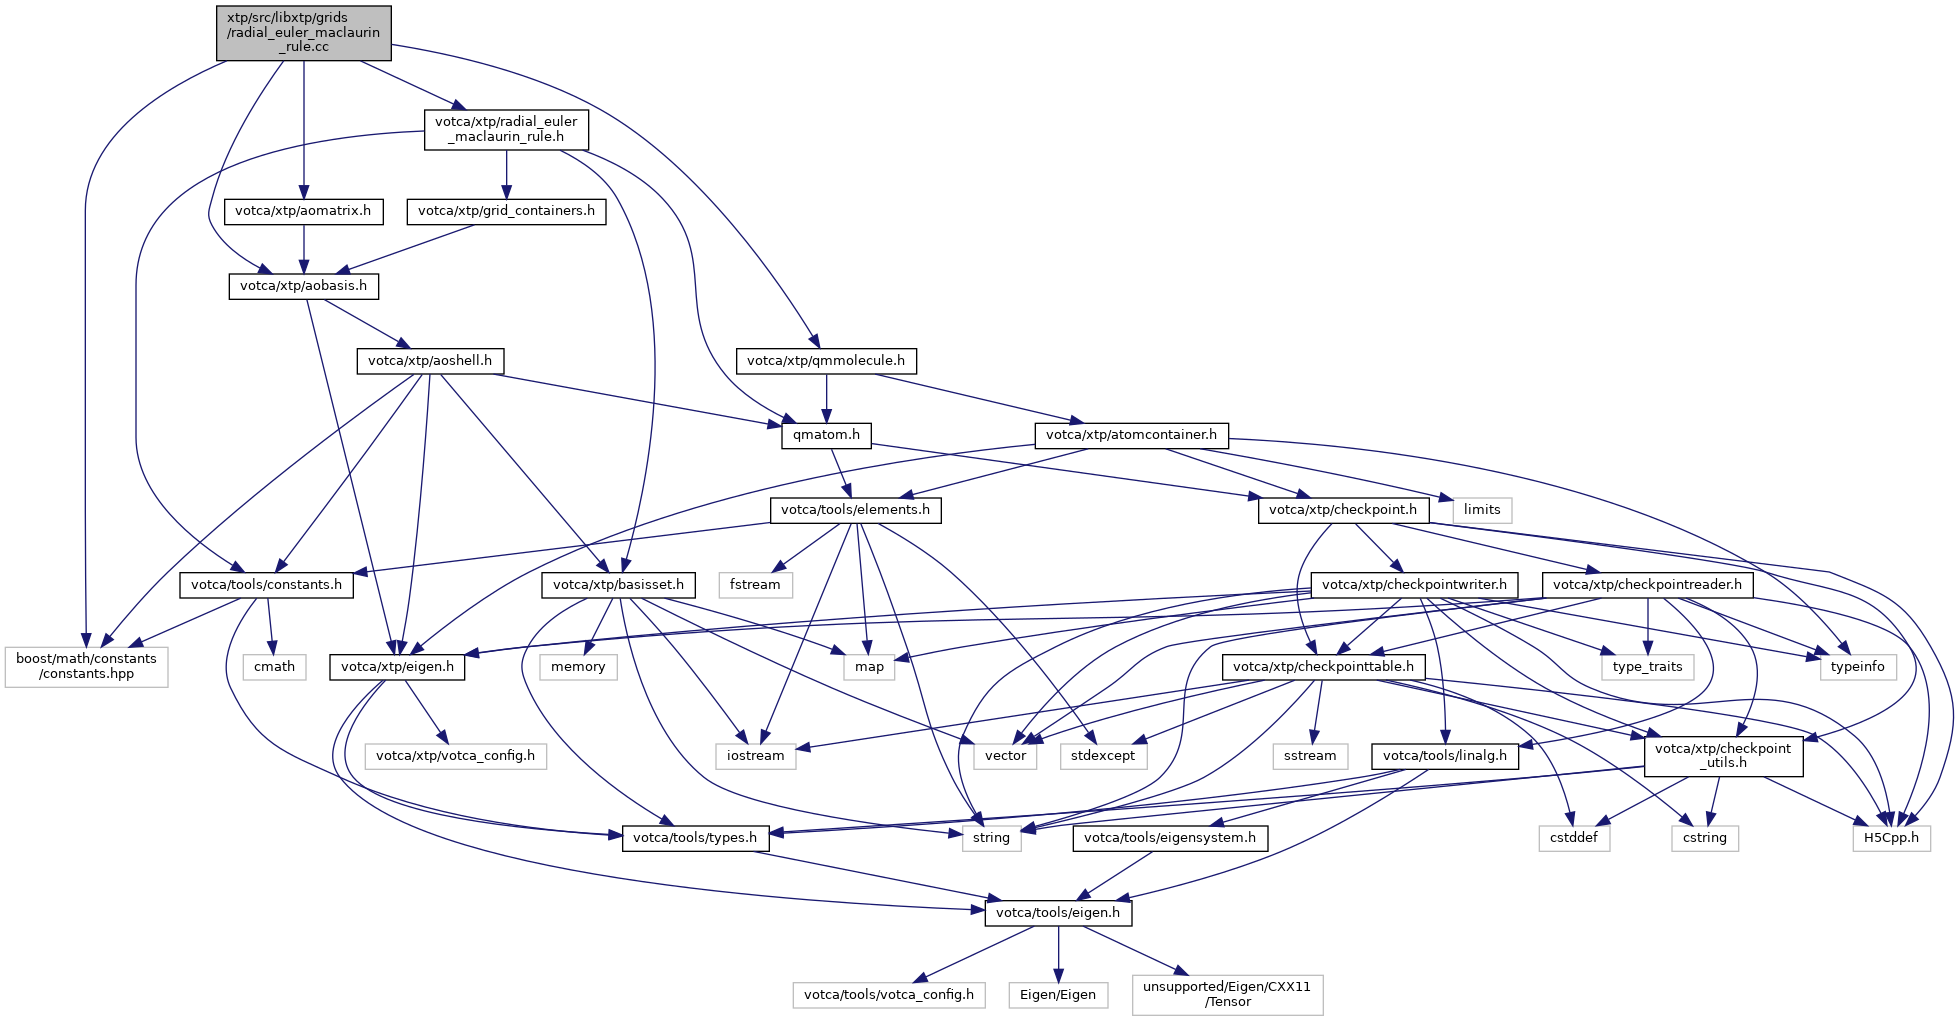 xtp/src/libxtp/grids
/radial_euler_maclaurin
_rule.cc
votca/xtp/radial_euler
_maclaurin_rule.h
votca/xtp/aomatrix.h
votca/xtp/grid_containers.h
votca/xtp/aobasis.h
votca/xtp/aoshell.h
votca/xtp/qmmolecule.h
qmatom.h
votca/xtp/atomcontainer.h
votca/tools/elements.h
votca/xtp/checkpoint.h
limits
votca/tools/constants.h
votca/xtp/basisset.h
fstream
votca/xtp/checkpointwriter.h
votca/xtp/checkpointreader.h
boost/math/constants
/constants.hpp
cmath
votca/xtp/eigen.h
memory
map
votca/xtp/checkpointtable.h
type_traits
typeinfo
votca/xtp/votca_config.h
iostream
vector
stdexcept
sstream
votca/tools/linalg.h
votca/xtp/checkpoint
_utils.h
votca/tools/types.h
string
votca/tools/eigensystem.h
cstddef
cstring
H5Cpp.h
votca/tools/eigen.h
votca/tools/votca_config.h
Eigen/Eigen
unsupported/Eigen/CXX11
/Tensor